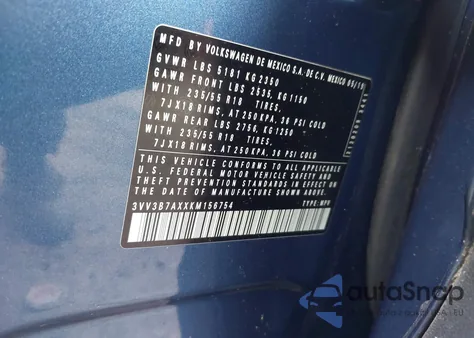 MFD BY VOLKSWAGEN DE MEXICO S.A. DE C.V. MEXICO 05/19
GVWR LBS 5181 KG 2350
GAWR FRONT LBS 2535, KG 1150
WITH 235/55 R18 TIRES,
7JX18 RIMS, AT 250 KPA, 36 PSI COLD
GAWR REAR LBS 2756, KG 1250
WITH 235/55 R18 TIRES,
7JX18 RIMS, AT 250 KPA, 36 PSI COLD
THIS VEHICLE CONFORMS TO ALL APPLICABLE
U.S. FEDERAL MOTOR VEHICLE SAFETY AND
THEFT PREVENTION STANDARDS IN EFFECT ON THE
DATE OF MANUFACTURE SHOWN ABOVE
3VV3B7AXXKM156754 TYPE: MPV
autoSnap